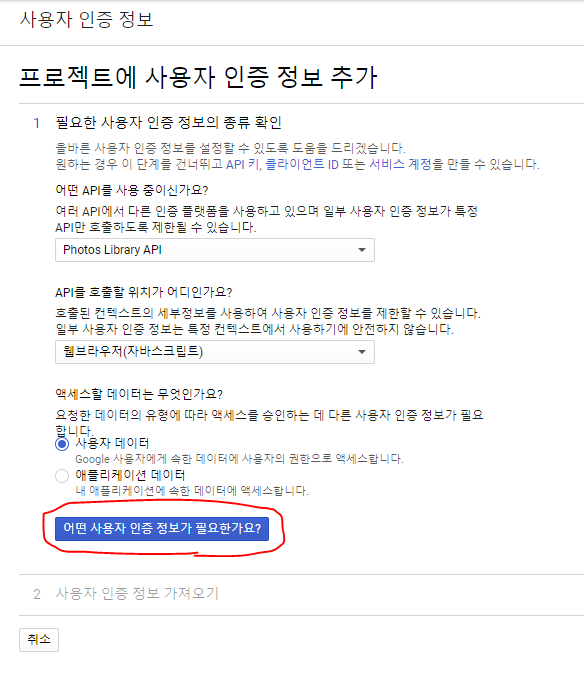 사용자 인증 정보
프로젝트에 사용자 인증 정보 추가
1 필요한 사용자 인증 정보의 종류 확인
올바른 사용자 인증 정보를 설정할 수 있도록 도움을 드리겠습니다.
원하는 경우 이 단계를 건너뛰고 API 키, 클라이언트 ID 또는 서비스 계정을 만들 수 있습니다.
어떤 API를 사용 중이신가요?
여러 API에서 다른 인증 플랫폼을 사용하고 있으며 일부 사용자 인증 정보가 특정
API만 호출하도록 제한될 수 있습니다.
Photos Library API
API를 호출할 위치가 어디인가요?
호출된 컨텍스트의 세부정보를 사용하여 사용자 인증 정보를 제한할 수 있습니다.
일부 사용자 인증 정보는 특정 컨텍스트에서 사용하기에 안전하지 않습니다.
웹브라우저(자바스크립트)
액세스할 데이터는 무엇인가요?
요청한 데이터의 유형에 따라 액세스를 승인하는 데 다른 사용자 인증 정보가 필요
합니다.
사용자 데이터
Google 사용자에게 속한 데이터에 사용자의 권한으로 액세스합니다.
애플리케이션 데이터
내 애플리케이션에 속한 데이터에 액세스합니다.
어떤 사용자 인증 정보가 필요한가요?
2 사용자 인증 정보 가져오기
취소